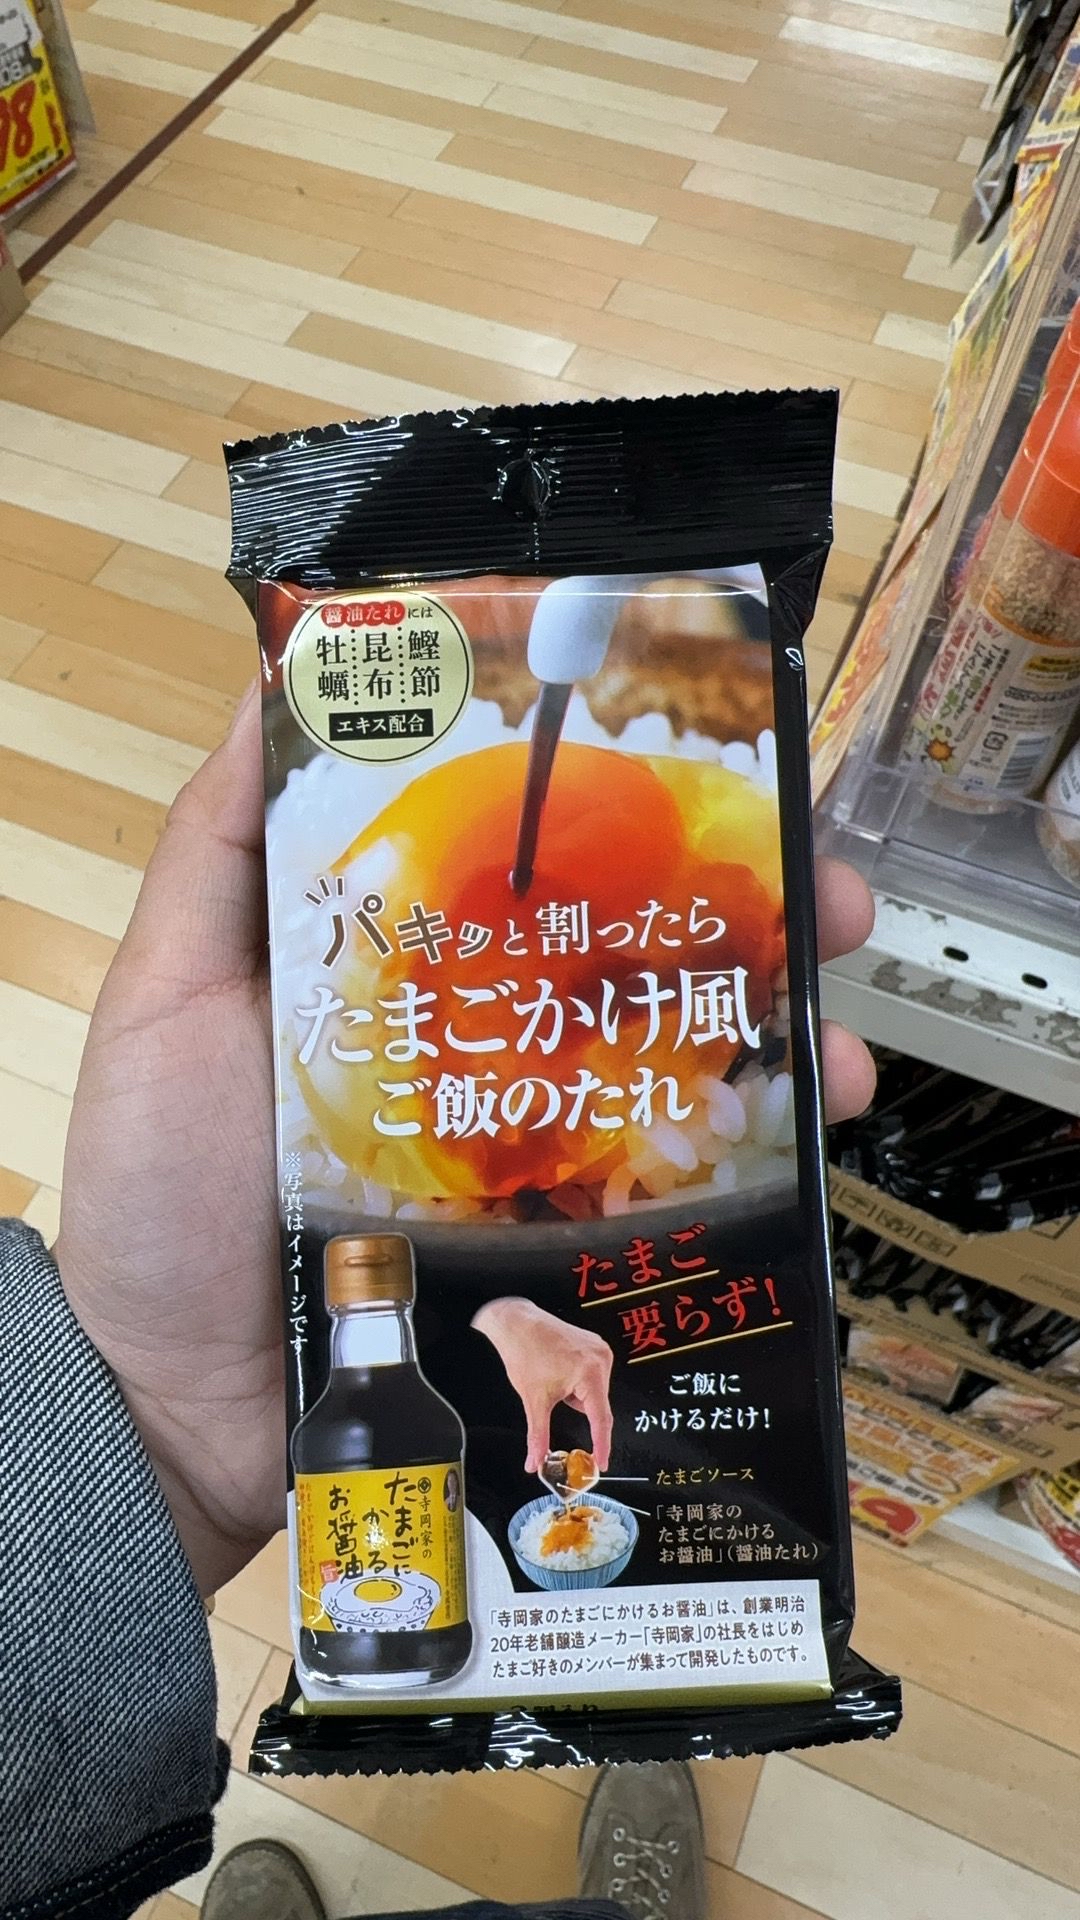 醤油たれには
鰹節
昆布
牡蠣
エキス配合
パキッと割ったら
たまごかけ風
ご飯のたれ
※写真はイメージです
たまご
要らず!
ご飯に
かけるだけ!
たまごソース
「寺岡家の
たまごにかける
お醤油」(醤油たれ)
寺岡家の
たまごに
かける
お醤油
「寺岡家のたまごにかけるお醤油」は、創業明治
20年老舗醸造メーカー「寺岡家」の社長をはじめ
たまご好きのメンバーが集まって開発したものです。
98